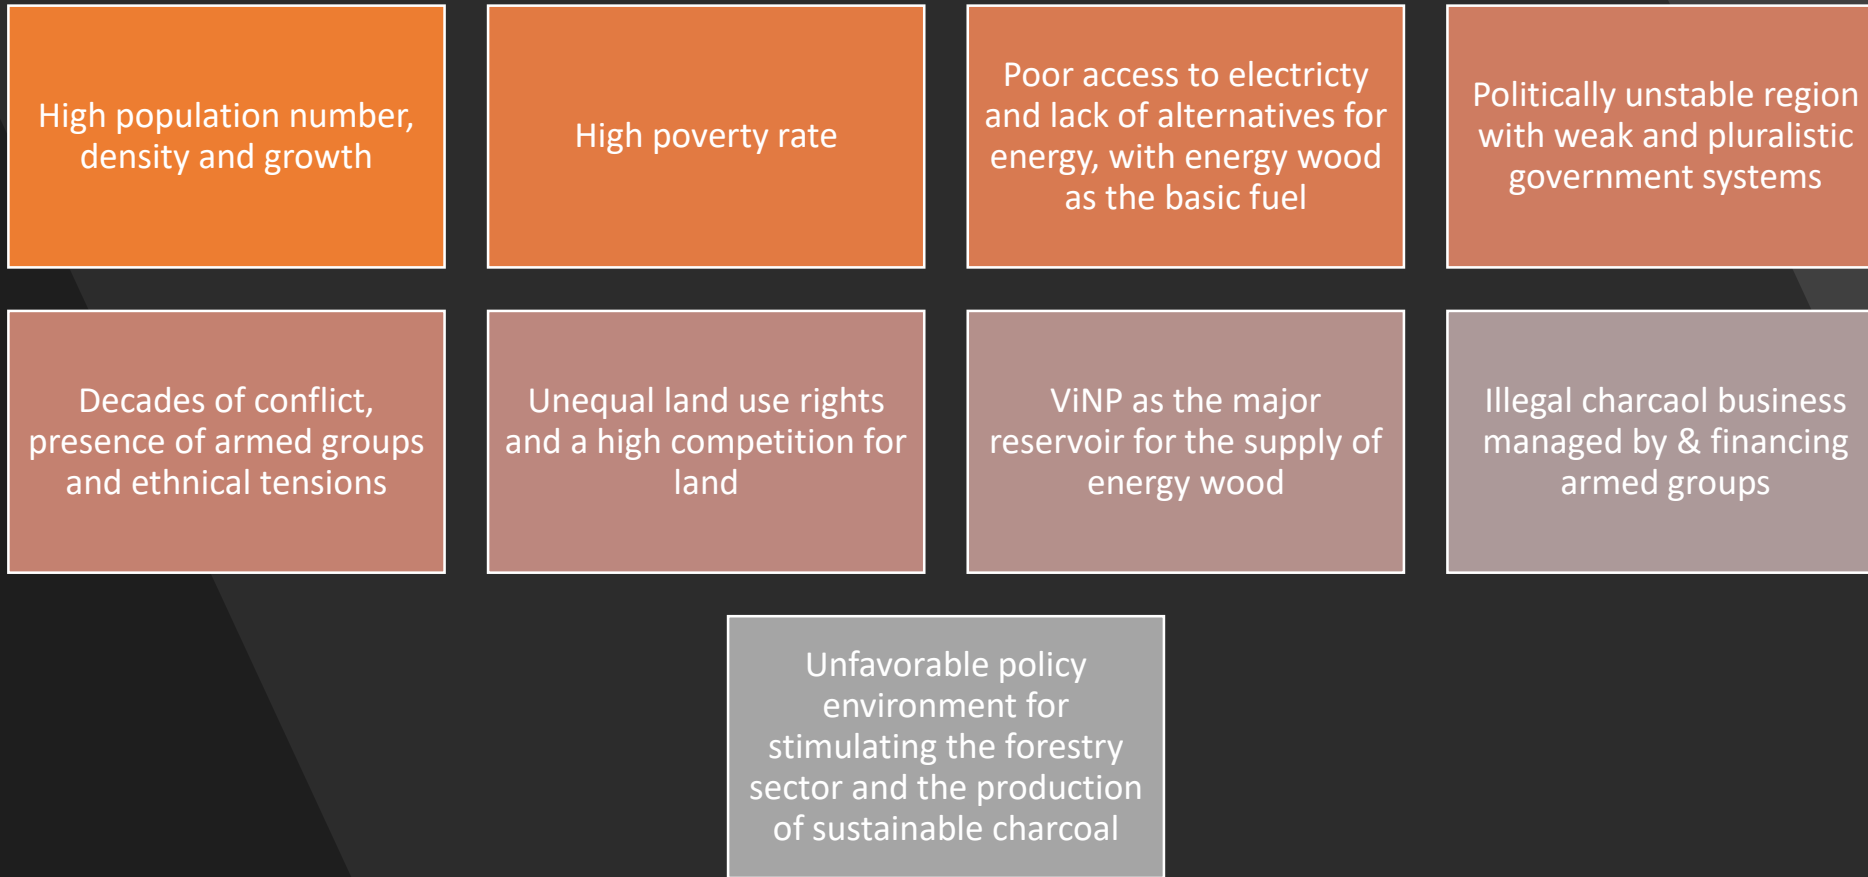 High population number,
density and growth
High poverty rate
Poor access to electricty
and lack of alternatives for
energy, with energy wood
as the basic fuel
Politically unstable region
with weak and pluralistic
government systems
Decades of conflict,
presence of armed groups
and ethnical tensions
Unequal land use rights
and a high competition for
land
ViNP as the major
reservoir for the supply of
energy wood
Illegal charcaol business
managed by & financing
armed groups
Unfavorable policy
environment for
stimulating the forestry
sector and the production
of sustainable charcoal